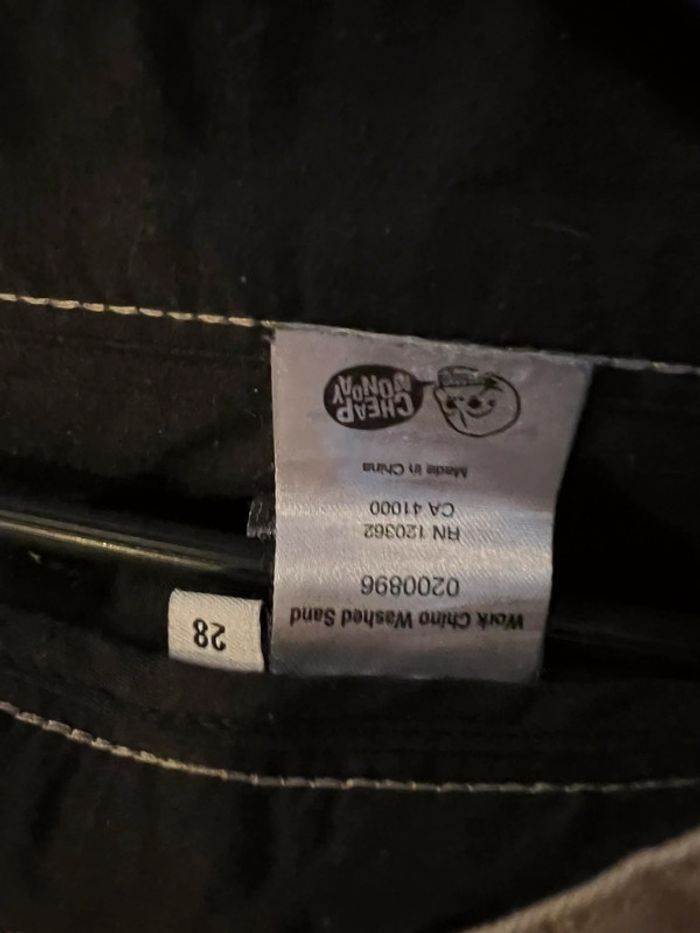 Work Chino Washed Sand
0200896
RN 120362
CA 41000
Made in China
CHEAP
MONDAY
28